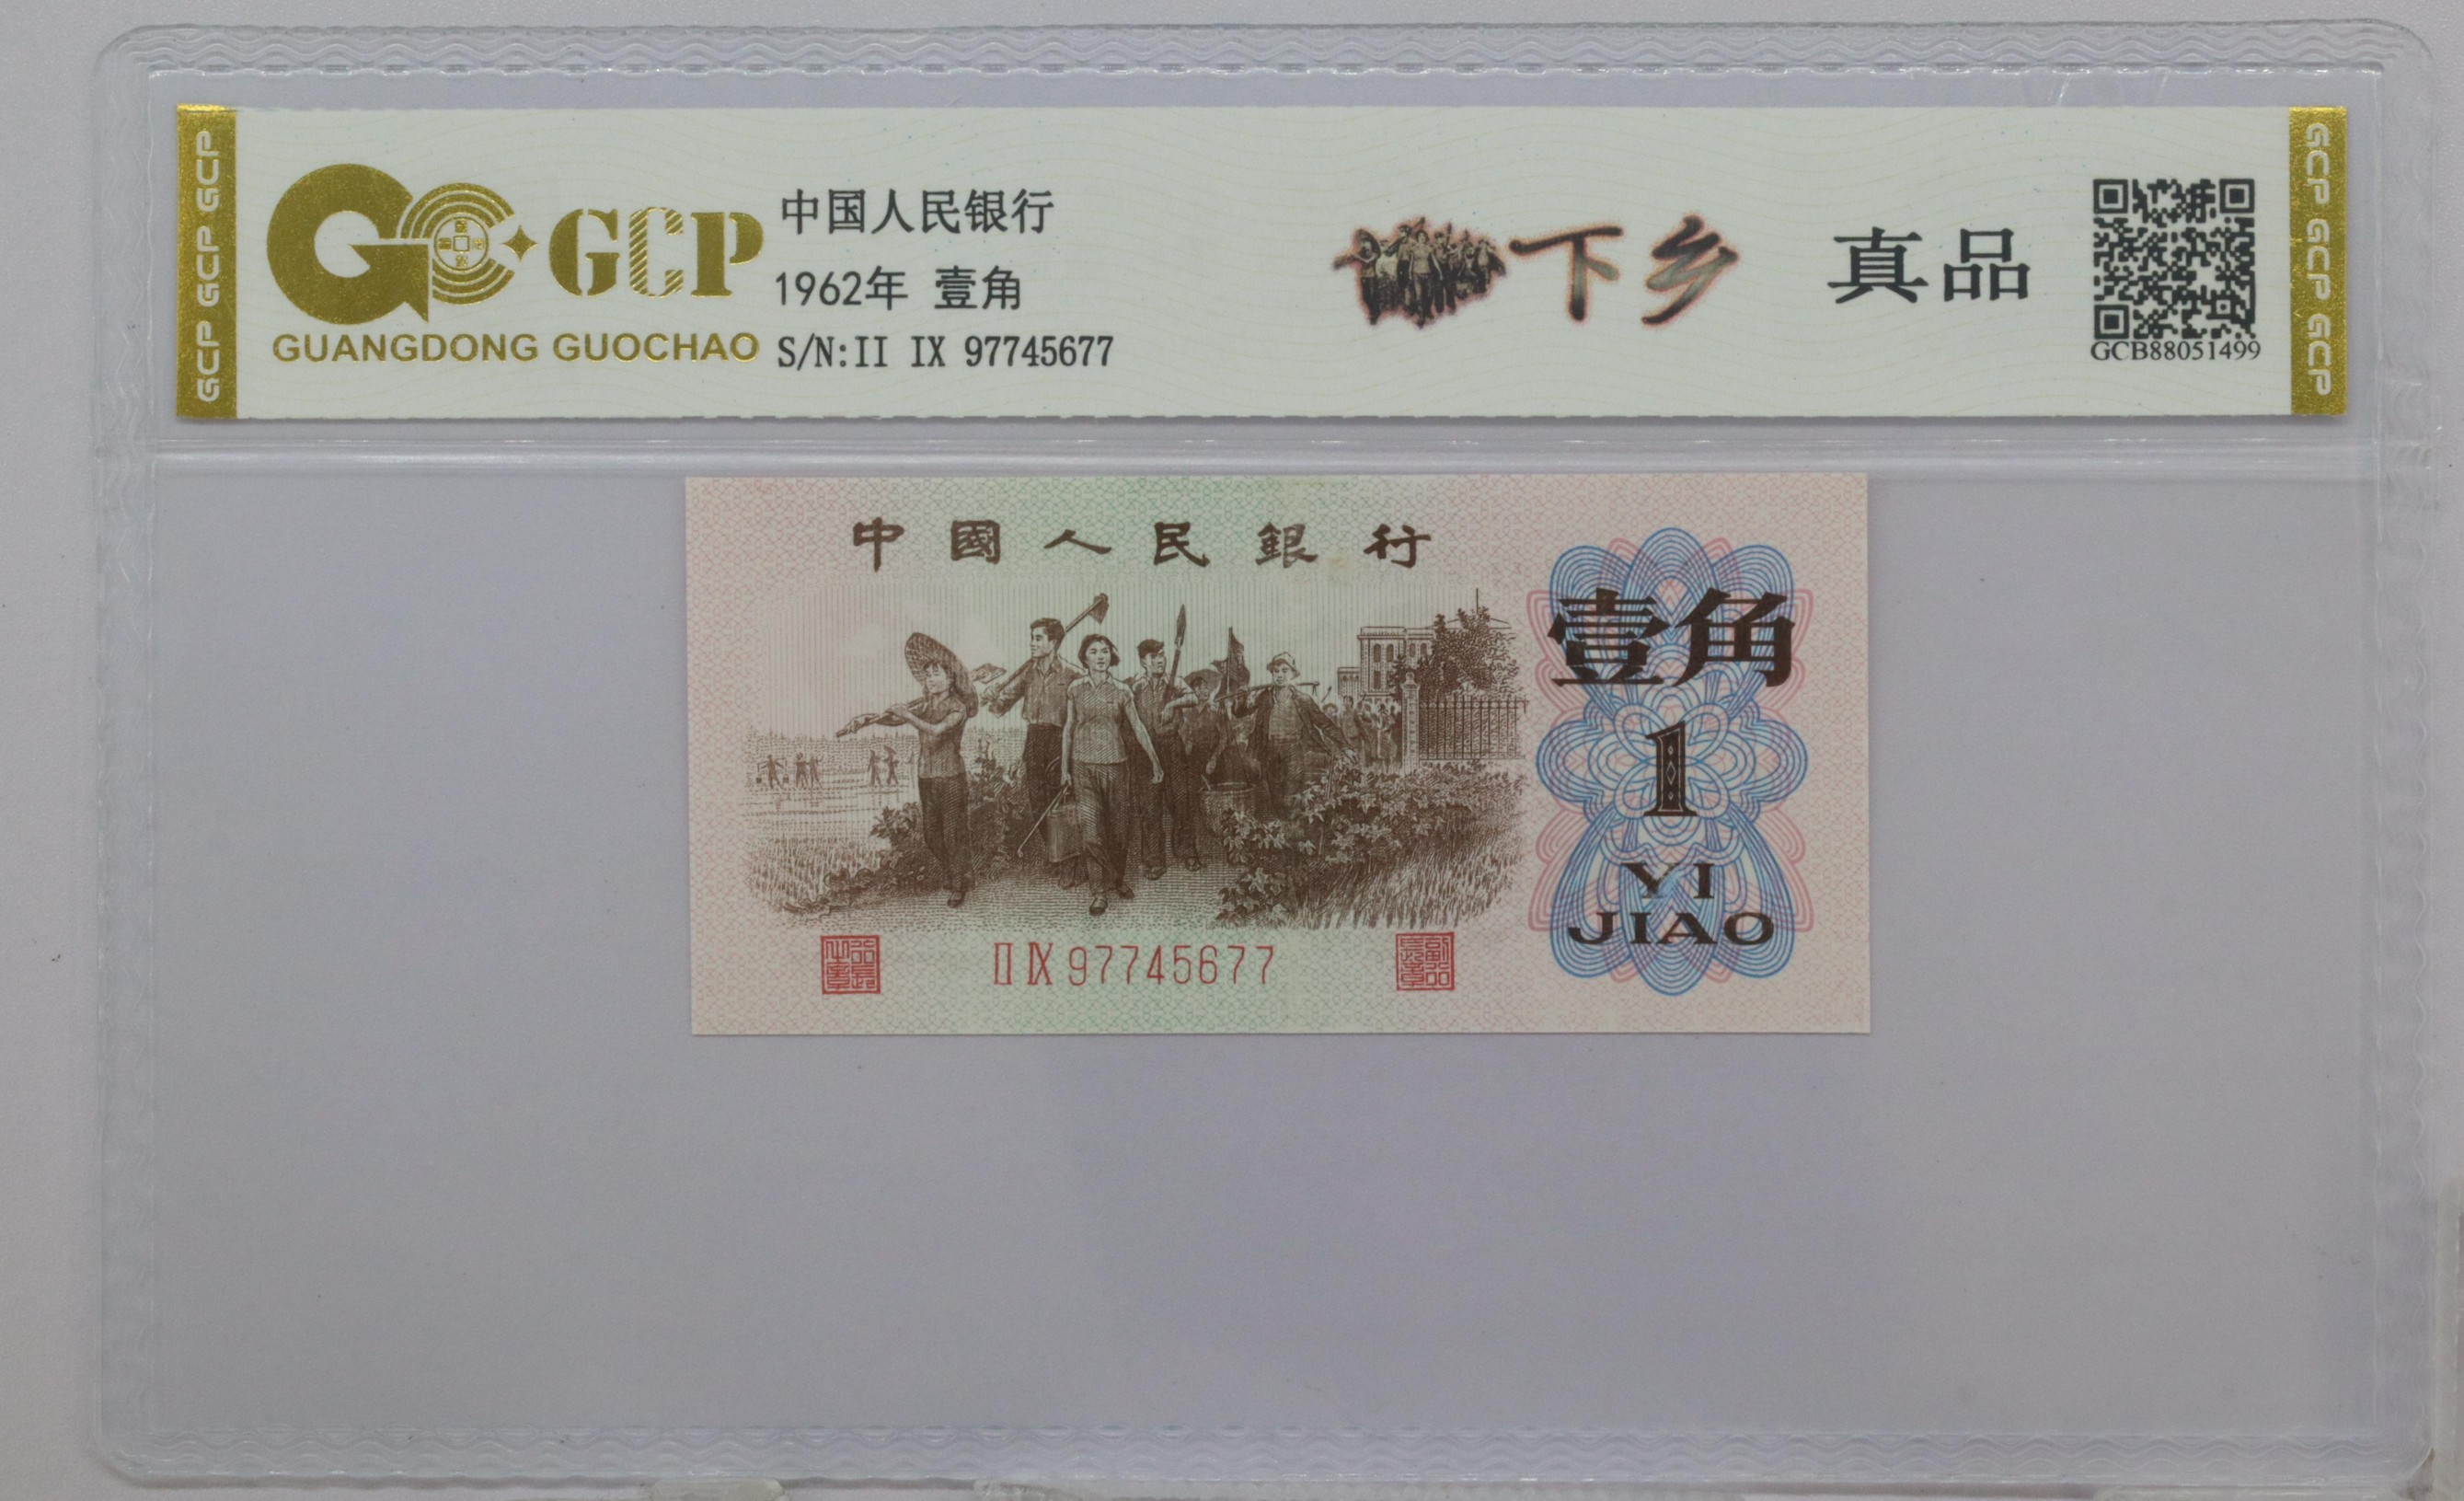 GCP GCP GCP
GCP
GUANGDONG GUOCHAO
中国人民银行
1962年 壹角
S/N:II IX 97745677
下乡
真品
GCB88051499
GCP GCP GCP
中國人民銀行
壹角
1
YI
JIAO
II IX 97745677